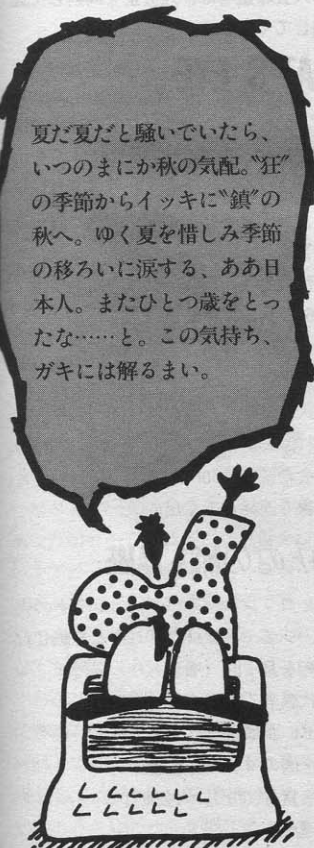 夏だ夏だと騒いでいたら、
いつのまにか秋の気配。〝狂〟
の季節からイッキに〝鎮〟の
秋へ。ゆく夏を惜しみ季節
の移ろいに涙する、ああ日
本人。またひとつ歳をとっ
たな……と。この気持ち、
ガキには解るまい。